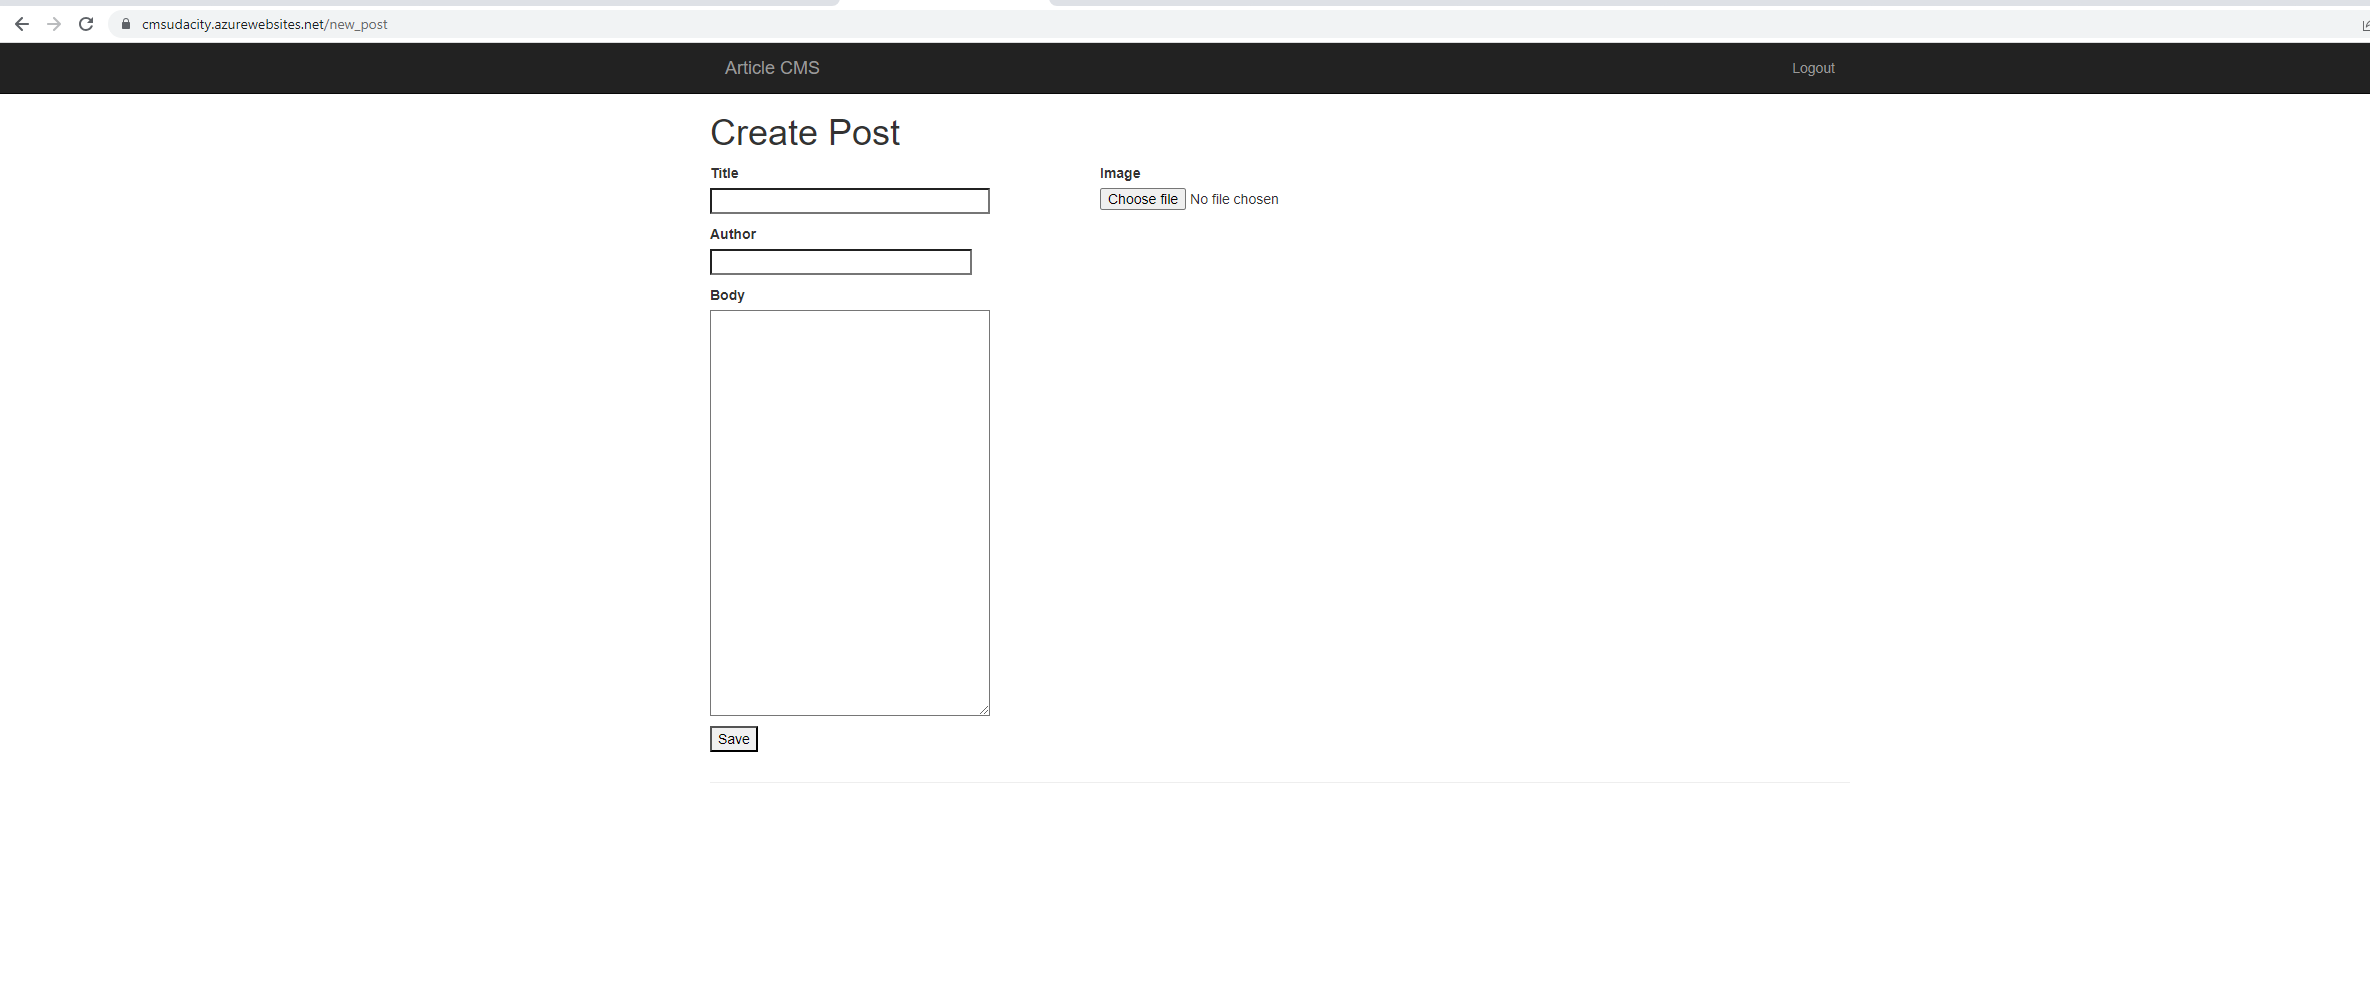 cmsudacity.azurewebsites.net/new_post
Article CMS
Logout
Create Post
Title
Image
Choose file No file chosen
Author
Body
Save